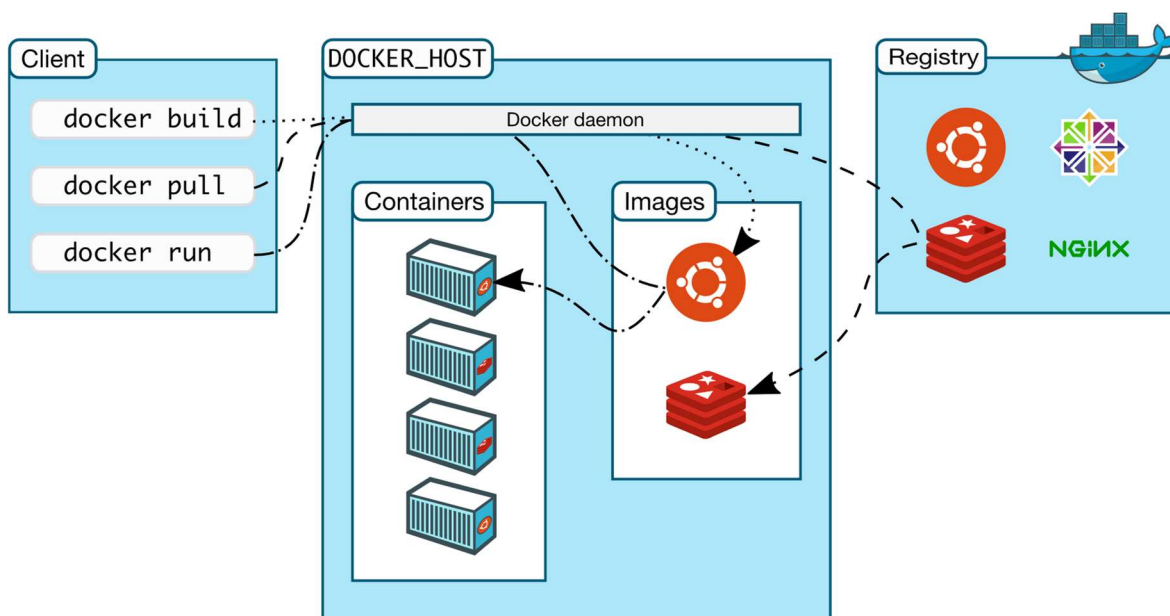 Client
docker build
docker pull
docker run
DOCKER_HOST
Docker daemon
Containers
Images
Registry
NGiNX